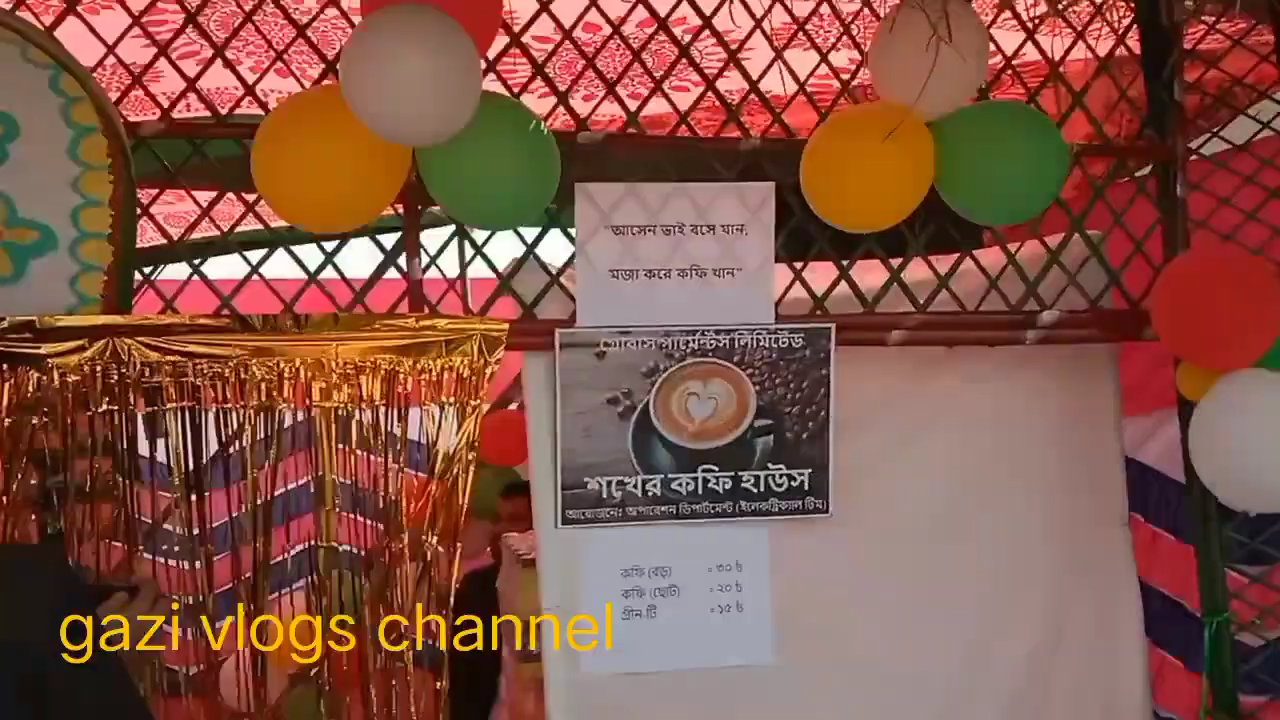 "আসেন ভাই বসে যান,
মজা করে কফি খান"
গার্মেন্টস লিমিটেড
শখের কফি হাউস
আয়োজনেঃ অপারেশন ডিপার্টমেন্ট (ইলেকট্রিক্যাল টিম)
কফি (বড়) = ৩০ ৳
কফি (ছোট) = ২০ ৳
গ্রীন টি = ১৫ ৳
gazi vlogs channel